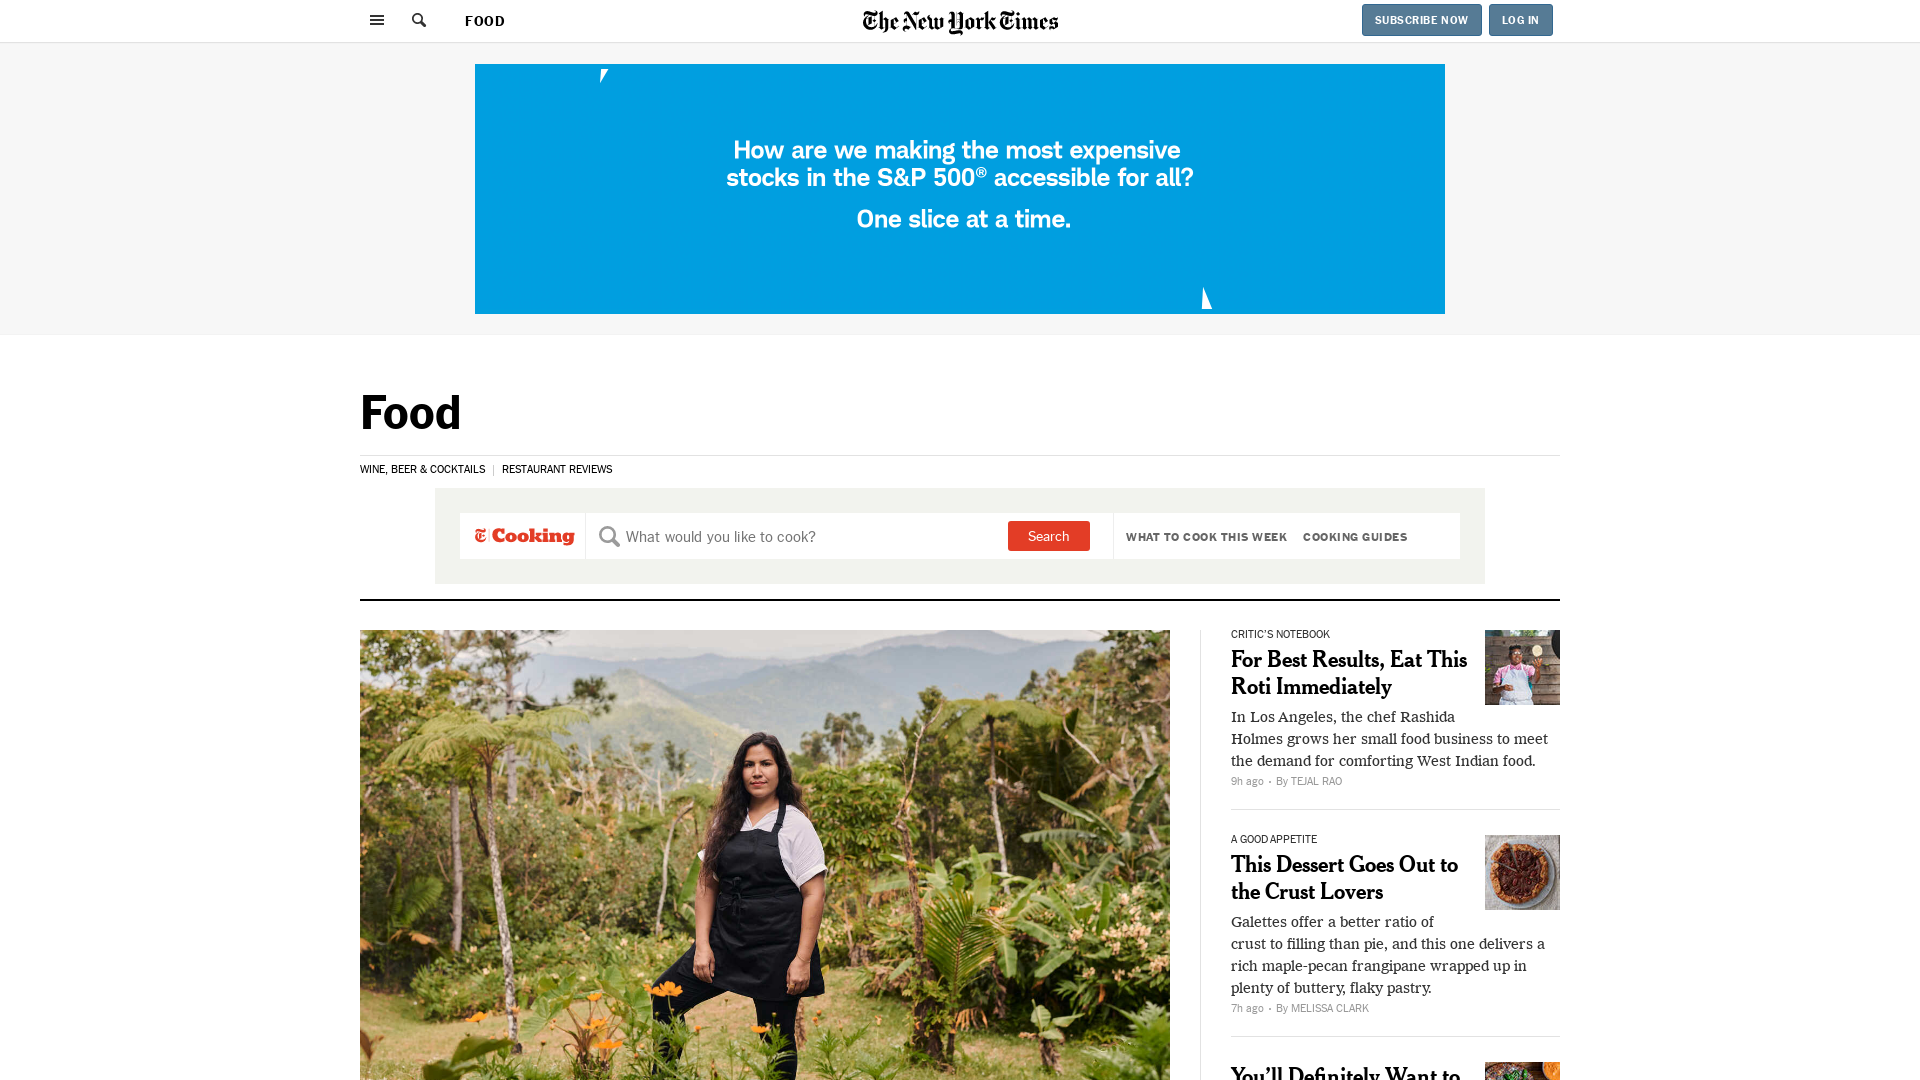 FOOD
The New York Times
SUBSCRIBE NOW
LOG IN
How are we making the most expensive
stocks in the S&P 500® accessible for all?
One slice at a time.
Food
WINE, BEER & COCKTAILS
RESTAURANT REVIEWS
Cooking
What would you like to cook?
Search
WHAT TO COOK THIS WEEK
COOKING GUIDES
CRITIC'S NOTEBOOK
For Best Results, Eat This
Roti Immediately
In Los Angeles, the chef Rashida
Holmes grows her small food business to meet
the demand for comforting West Indian food.
9h ago • By TEJAL RAO
A GOOD APPETITE
This Dessert Goes Out to
the Crust Lovers
Galettes offer a better ratio of
crust to filling than pie, and this one delivers a
rich maple-pecan frangipane wrapped up in
plenty of buttery, flaky pastry.
7h ago • By MELISSA CLARK
You'll Definitely Want to